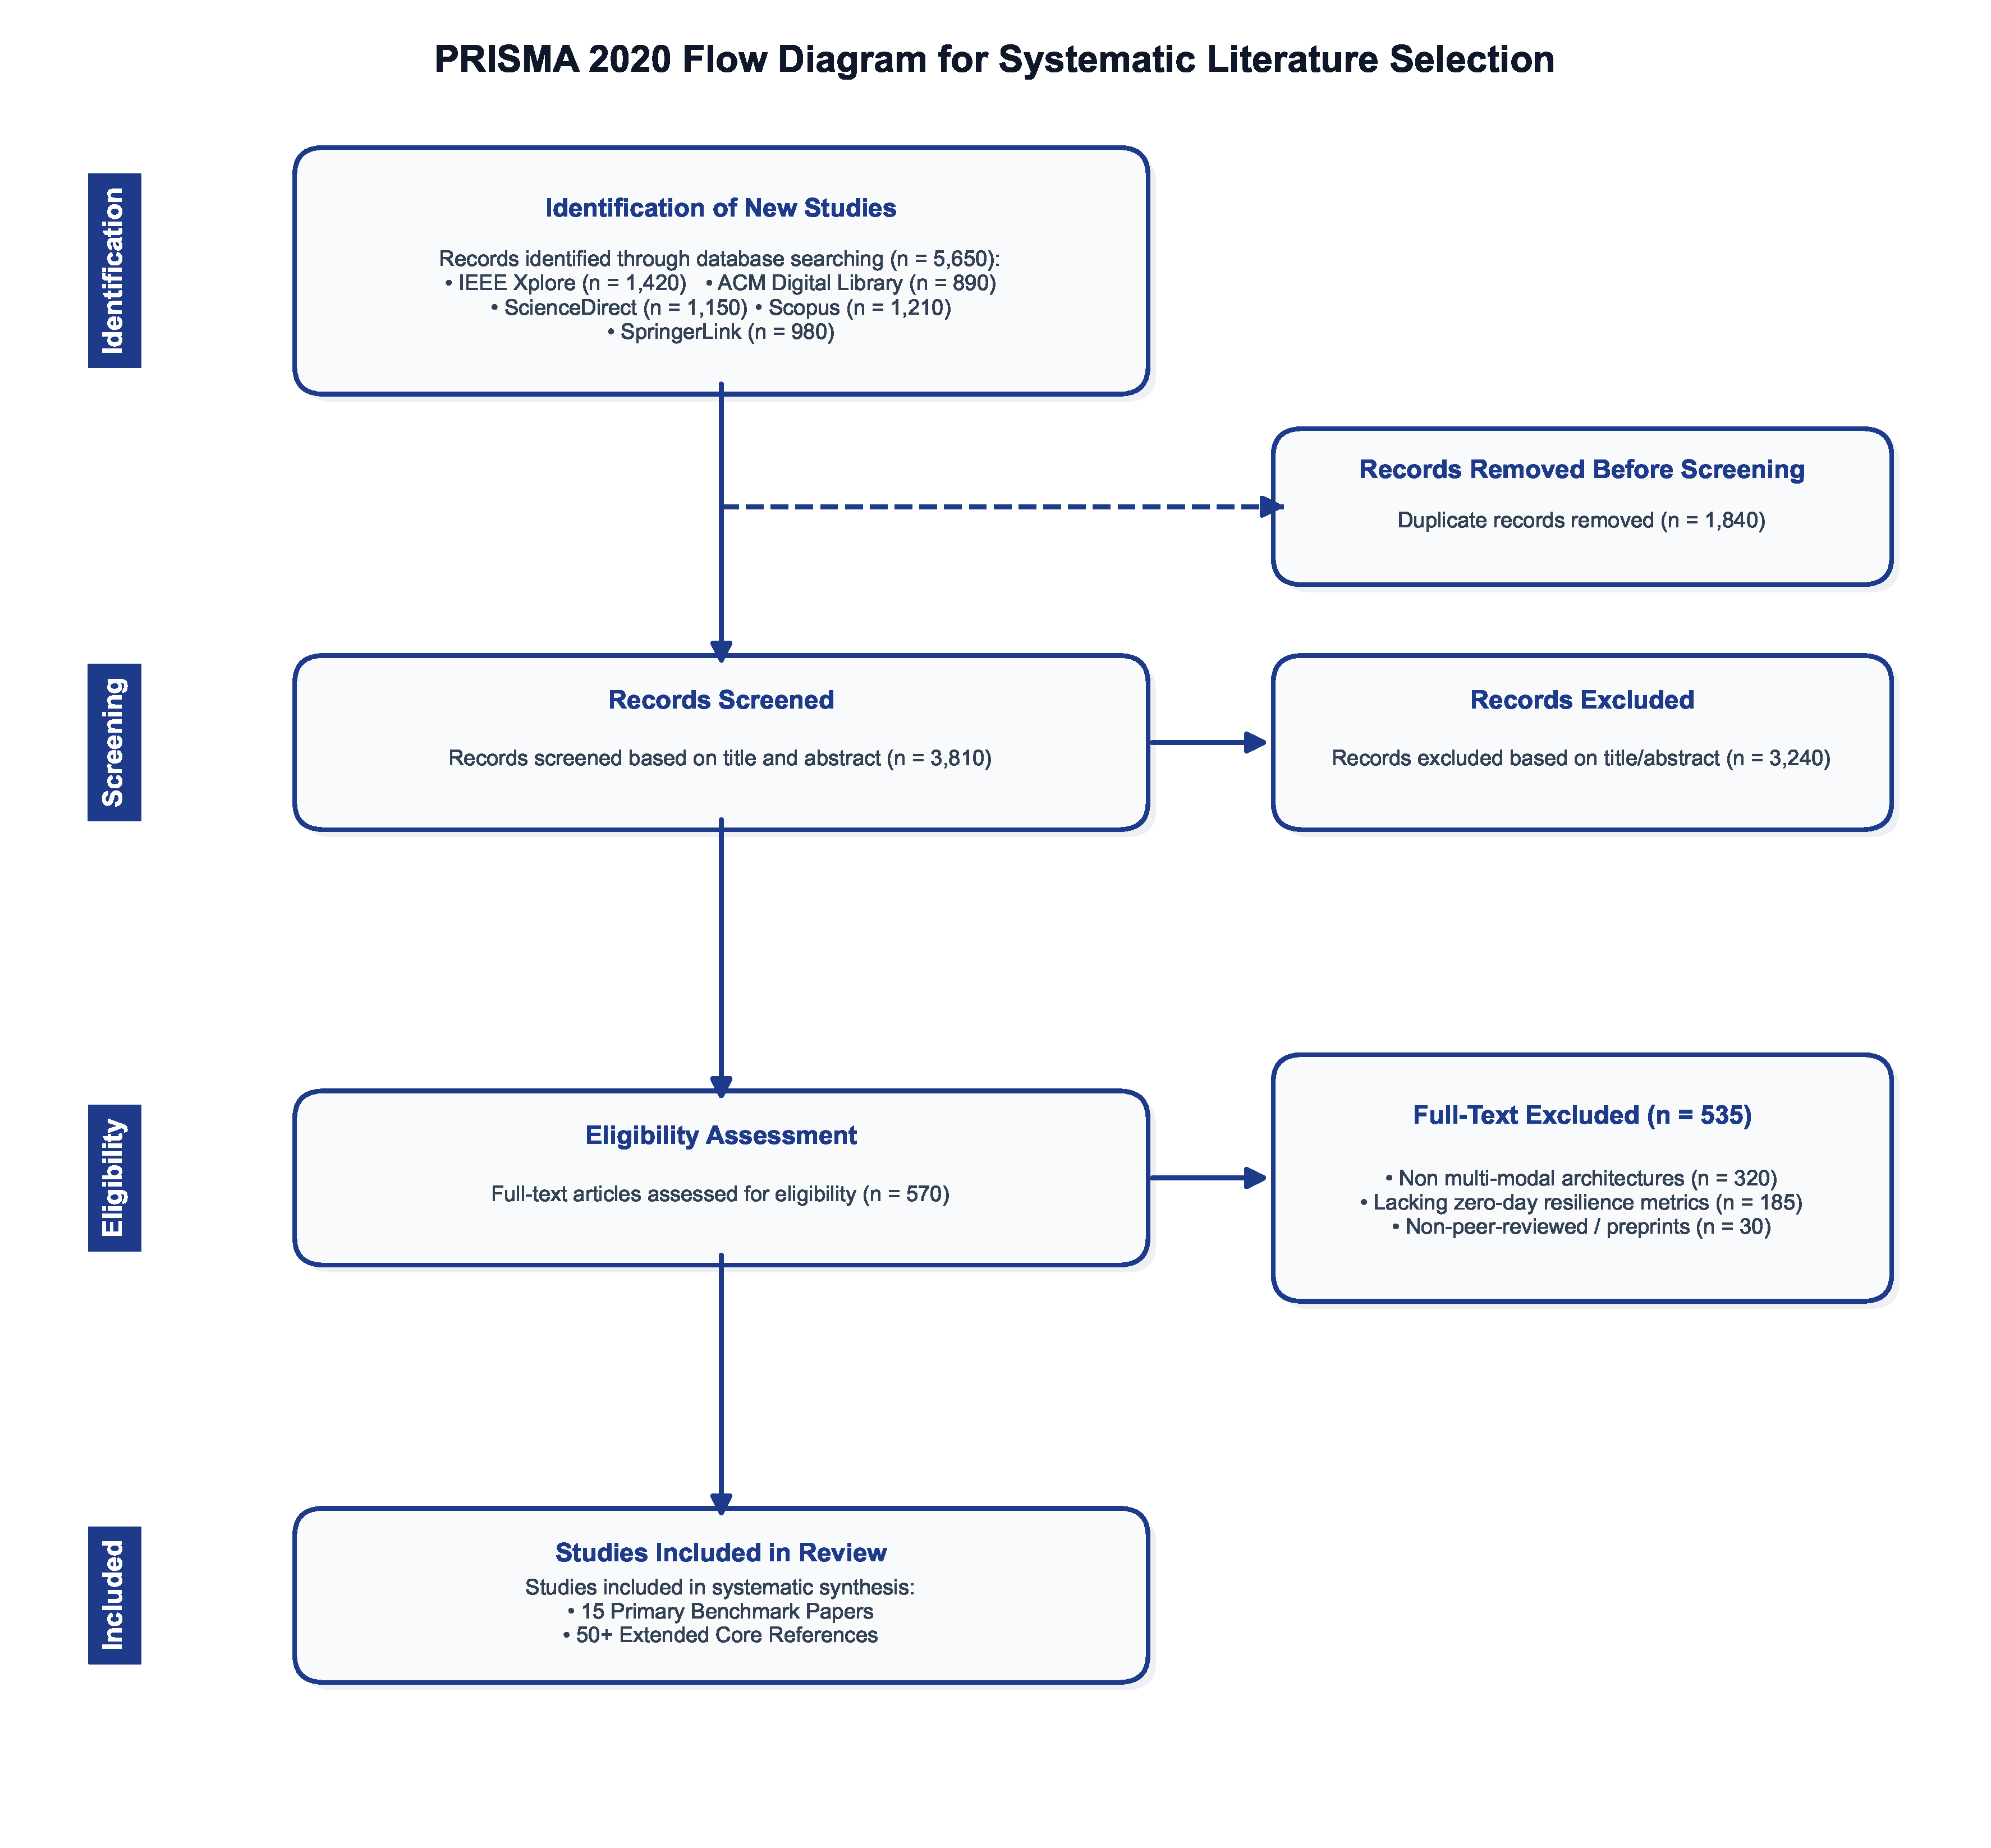 PRISMA 2020 Flow Diagram for Systematic Literature Selection
Identification
Identification of New Studies
Records identified through database searching (n = 5,650):
• IEEE Xplore (n = 1,420) • ACM Digital Library (n = 890)
• ScienceDirect (n = 1,150) • Scopus (n = 1,210)
• SpringerLink (n = 980)
Records Removed Before Screening
Duplicate records removed (n = 1,840)
Screening
Records Screened
Records screened based on title and abstract (n = 3,810)
Records Excluded
Records excluded based on title/abstract (n = 3,240)
Eligibility
Eligibility Assessment
Full-text articles assessed for eligibility (n = 570)
Full-Text Excluded (n = 535)
• Non multi-modal architectures (n = 320)
• Lacking zero-day resilience metrics (n = 185)
• Non-peer-reviewed / preprints (n = 30)
Included
Studies Included in Review
Studies included in systematic synthesis:
• 15 Primary Benchmark Papers
• 50+ Extended Core References